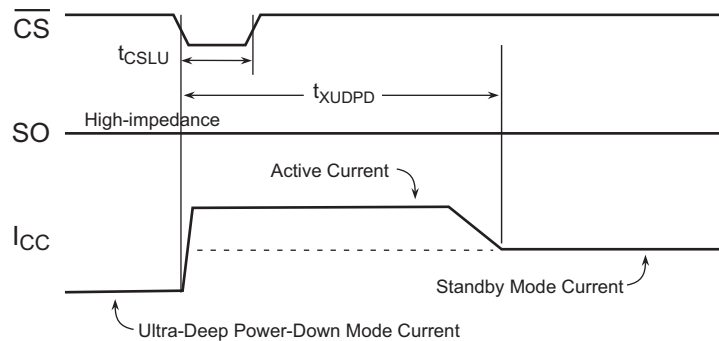 CS
tCSLU
tXUDPD
High-impedance
SO
Active Current
ICC
Standby Mode Current
Ultra-Deep Power-Down Mode Current